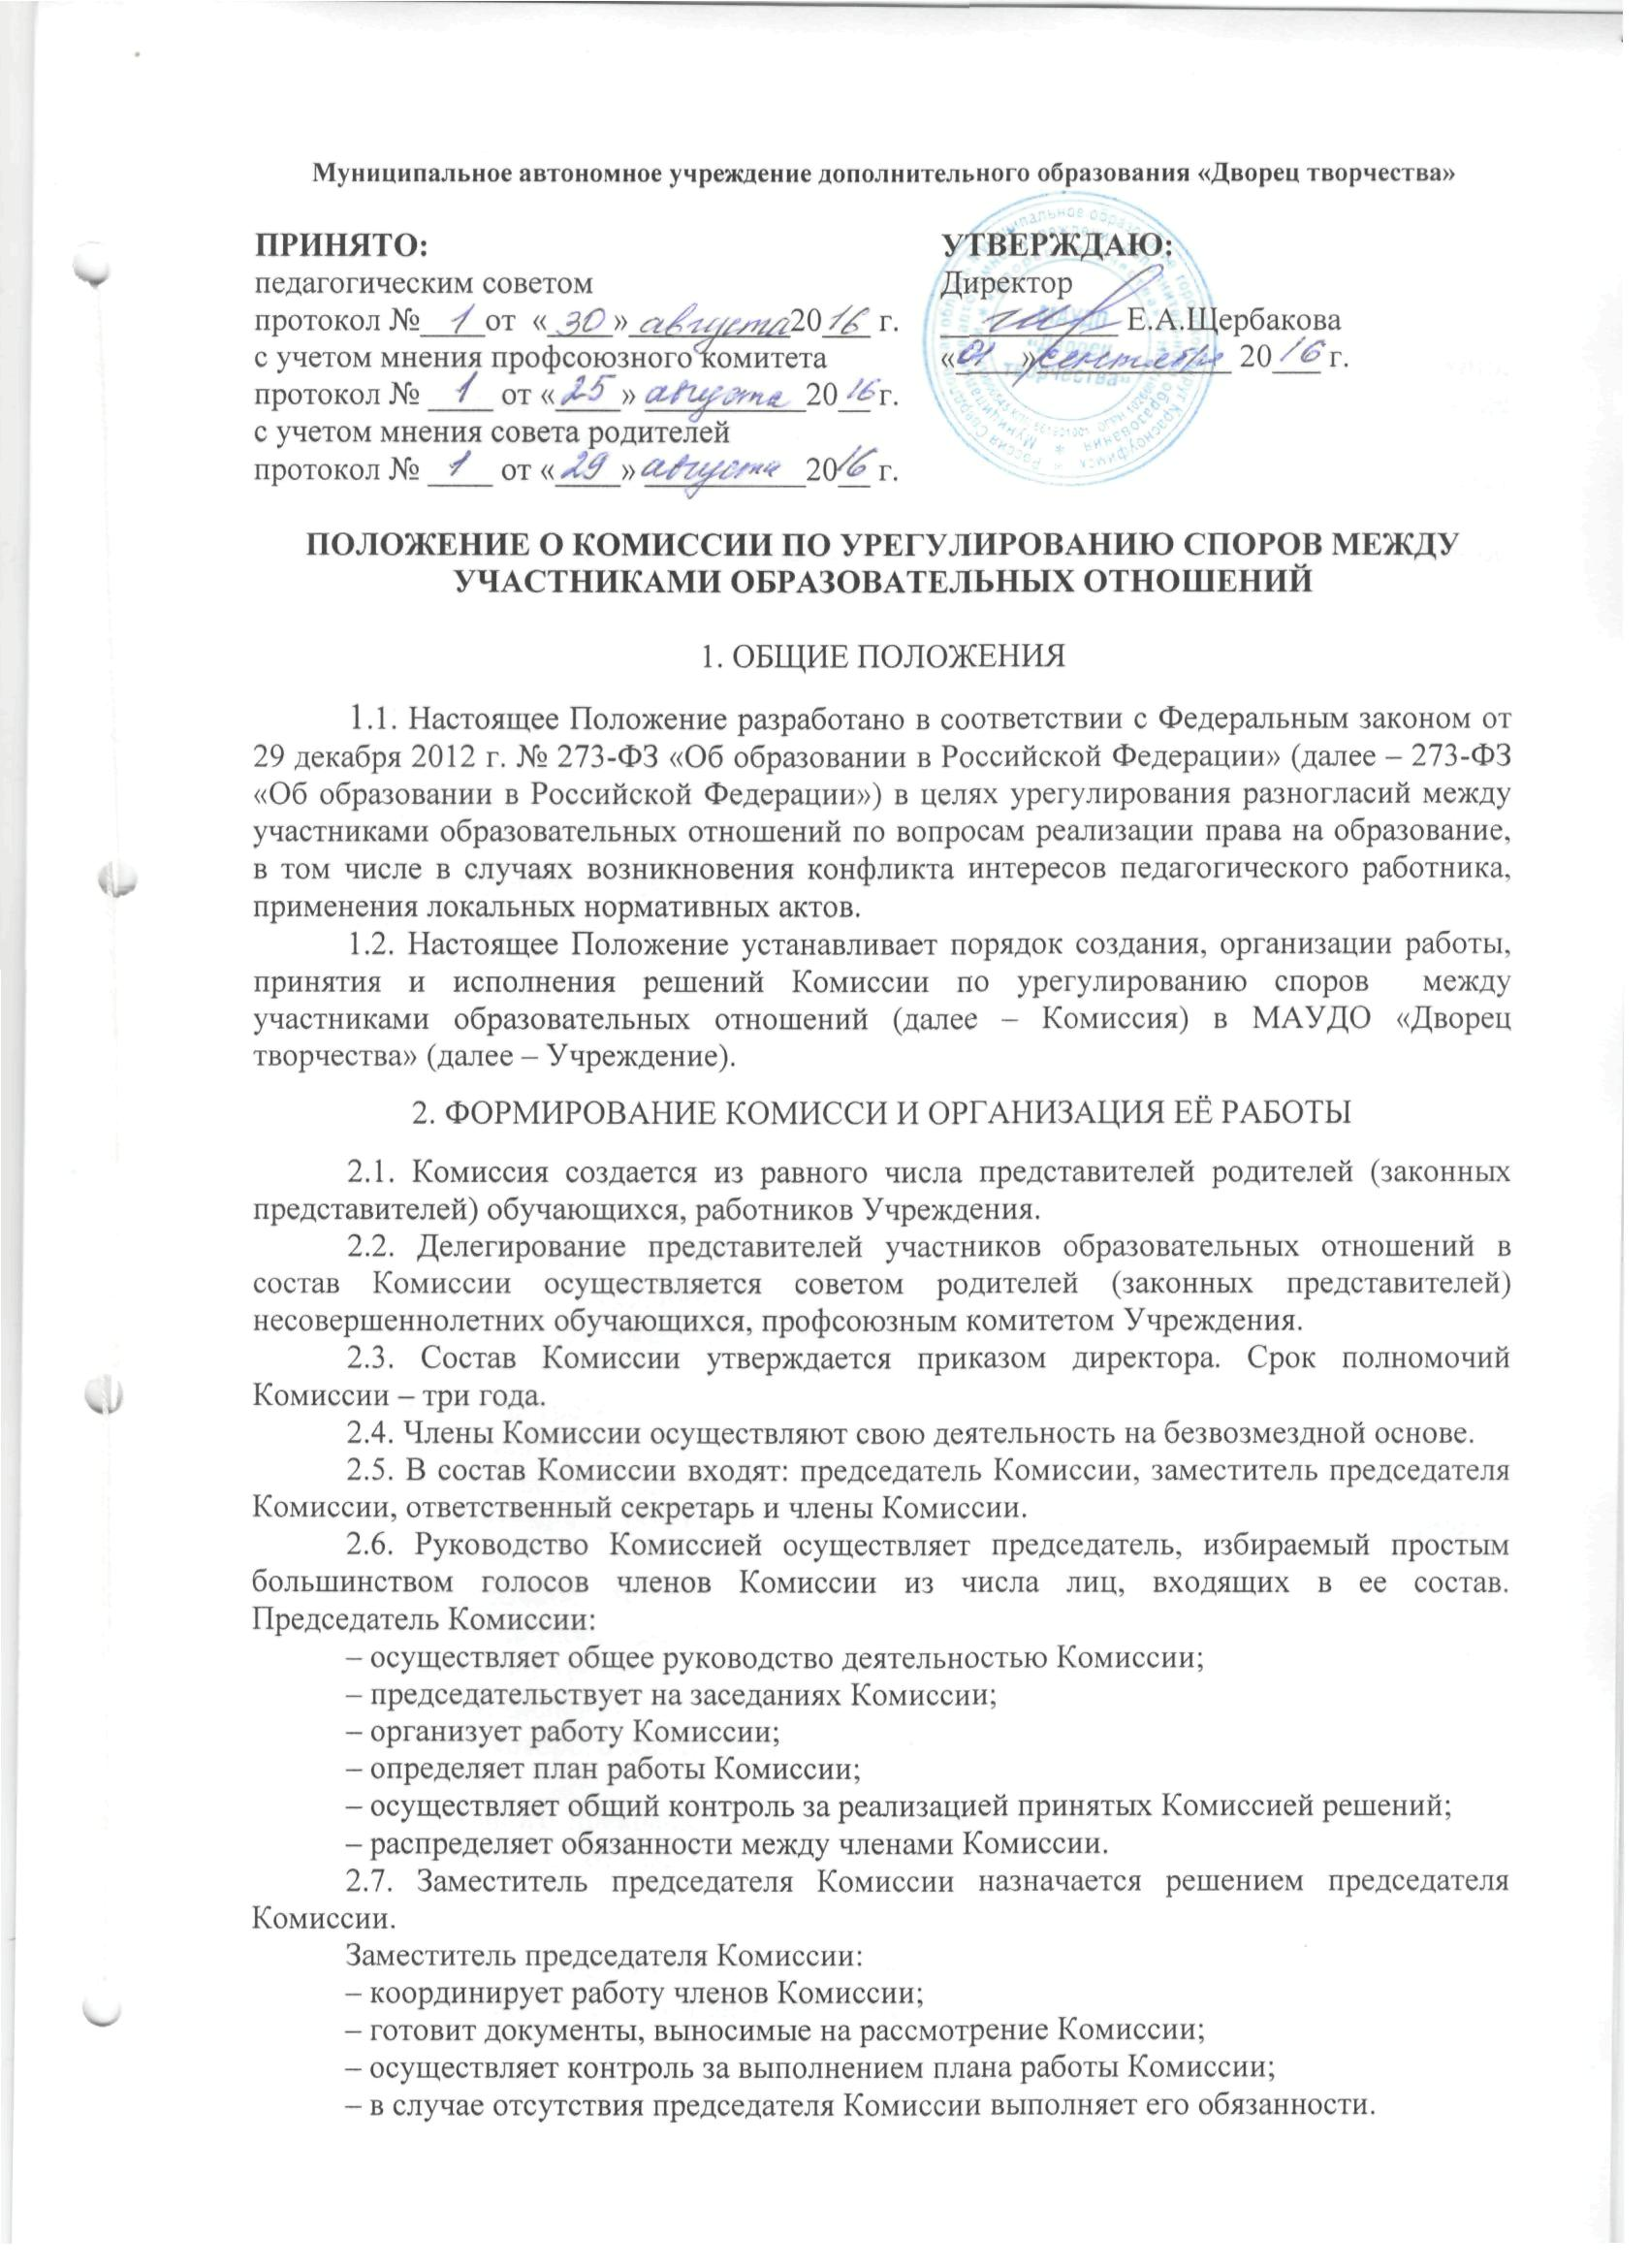 Муниципальное автономное учреждение дополнительного образования «Дворец творчества»
ПРИНЯТО:
педагогическим советом
протокол № 1 от «30» августа 2016 г.
с учетом мнения профсоюзного комитета
протокол № 1 от «25» августа 2016 г.
с учетом мнения совета родителей
протокол № 1 от «29» августа 2016 г.
УТВЕРЖДАЮ:
Директор
Е.А.Щербакова
«01» сентября 2016 г.
ПОЛОЖЕНИЕ О КОМИССИИ ПО УРЕГУЛИРОВАНИЮ СПОРОВ МЕЖДУ
УЧАСТНИКАМИ ОБРАЗОВАТЕЛЬНЫХ ОТНОШЕНИЙ
1. ОБЩИЕ ПОЛОЖЕНИЯ
1.1. Настоящее Положение разработано в соответствии с Федеральным законом от
29 декабря 2012 г. № 273-ФЗ «Об образовании в Российской Федерации» (далее – 273-ФЗ
«Об образовании в Российской Федерации») в целях урегулирования разногласий между
участниками образовательных отношений по вопросам реализации права на образование,
в том числе в случаях возникновения конфликта интересов педагогического работника,
применения локальных нормативных актов.
1.2. Настоящее Положение устанавливает порядок создания, организации работы,
принятия и исполнения решений Комиссии по урегулированию споров между
участниками образовательных отношений (далее – Комиссия) в МАУДО «Дворец
творчества» (далее – Учреждение).
2. ФОРМИРОВАНИЕ КОМИССИ И ОРГАНИЗАЦИЯ ЕЁ РАБОТЫ
2.1. Комиссия создается из равного числа представителей родителей (законных
представителей) обучающихся, работников Учреждения.
2.2. Делегирование представителей участников образовательных отношений в
состав Комиссии осуществляется советом родителей (законных представителей)
несовершеннолетних обучающихся, профсоюзным комитетом Учреждения.
2.3. Состав Комиссии утверждается приказом директора. Срок полномочий
Комиссии – три года.
2.4. Члены Комиссии осуществляют свою деятельность на безвозмездной основе.
2.5. В состав Комиссии входят: председатель Комиссии, заместитель председателя
Комиссии, ответственный секретарь и члены Комиссии.
2.6. Руководство Комиссией осуществляет председатель, избираемый простым
большинством голосов членов Комиссии из числа лиц, входящих в ее состав.
Председатель Комиссии:
– осуществляет общее руководство деятельностью Комиссии;
– председательствует на заседаниях Комиссии;
– организует работу Комиссии;
– определяет план работы Комиссии;
– осуществляет общий контроль за реализацией принятых Комиссией решений;
– распределяет обязанности между членами Комиссии.
2.7. Заместитель председателя Комиссии назначается решением председателя
Комиссии.
Заместитель председателя Комиссии:
– координирует работу членов Комиссии;
– готовит документы, выносимые на рассмотрение Комиссии;
– осуществляет контроль за выполнением плана работы Комиссии;
– в случае отсутствия председателя Комиссии выполняет его обязанности.